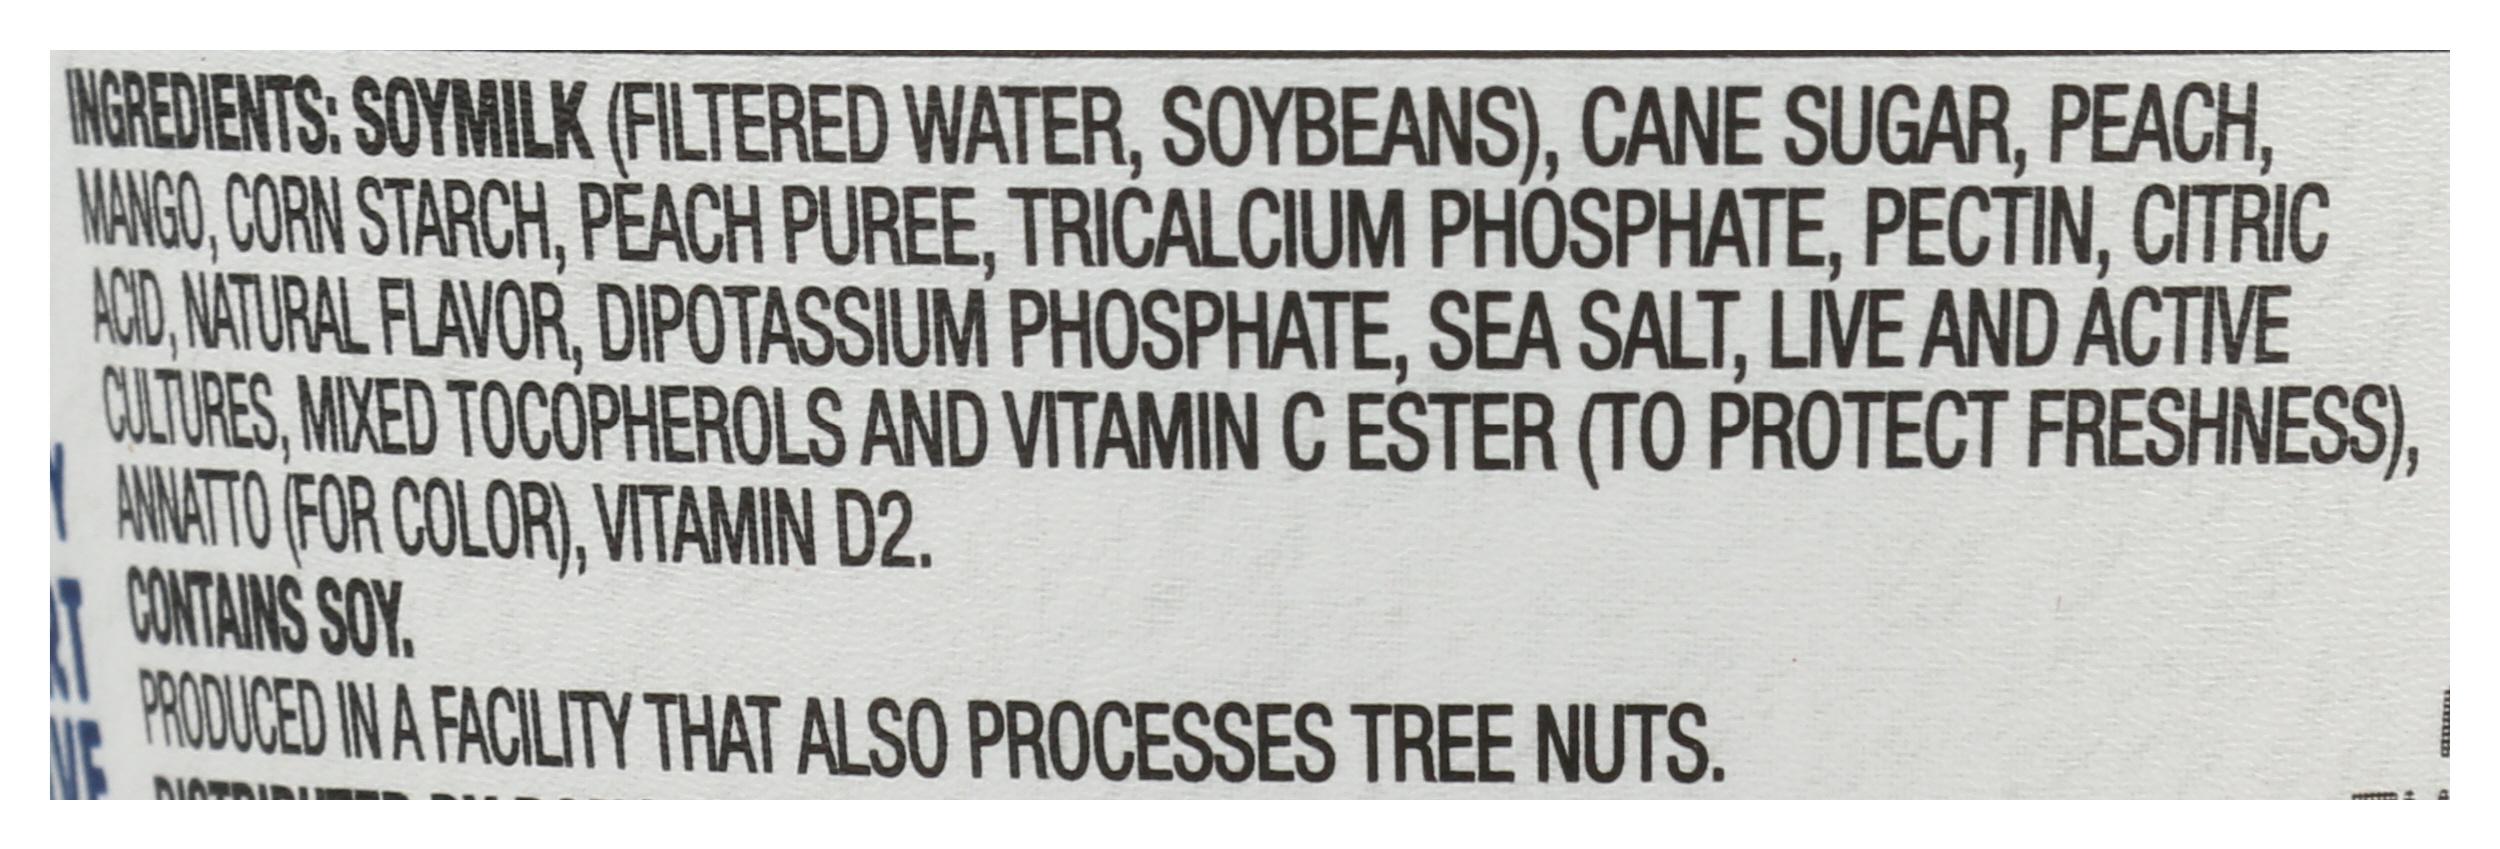 INGREDIENTS: SOYMILK (FILTERED WATER, SOYBEANS), CANE SUGAR, PEACH,
MANGO, CORN STARCH, PEACH PUREE, TRICALCIUM PHOSPHATE, PECTIN, CITRIC
ACID, NATURAL FLAVOR, DIPOTASSIUM PHOSPHATE, SEA SALT, LIVE AND ACTIVE
CULTURES, MIXED TOCOPHEROLS AND VITAMIN C ESTER (TO PROTECT FRESHNESS),
ANNATTO (FOR COLOR), VITAMIN D2.
CONTAINS SOY.
PRODUCED IN A FACILITY THAT ALSO PROCESSES TREE NUTS.
DISTRIBUTED BY